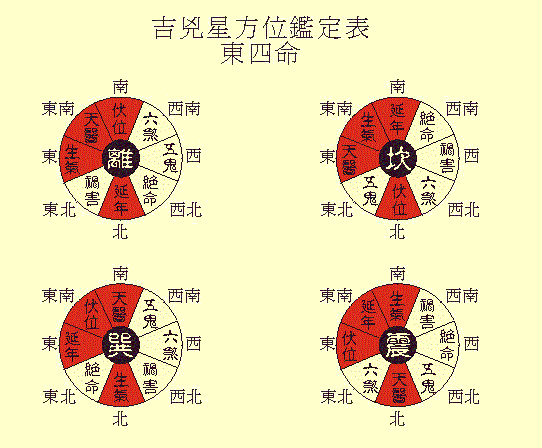 吉兇星方位鑑定表
東四命
南
東南 伏位 西南
天醫 六煞
東 生氣 離 五鬼 西
禍害 絕命
東北 延年 西北
北
南
東南 延年 西南
生氣 絕命
東 天醫 坎 禍害 西
五鬼 六煞
東北 伏位 西北
北
南
東南 天醫 西南
伏位 五鬼
東 延年 巽 六煞 西
絕命 禍害
東北 生氣 西北
北
南
東南 生氣 西南
延年 禍害
東 伏位 震 絕命 西
六煞 五鬼
東北 天醫 西北
北